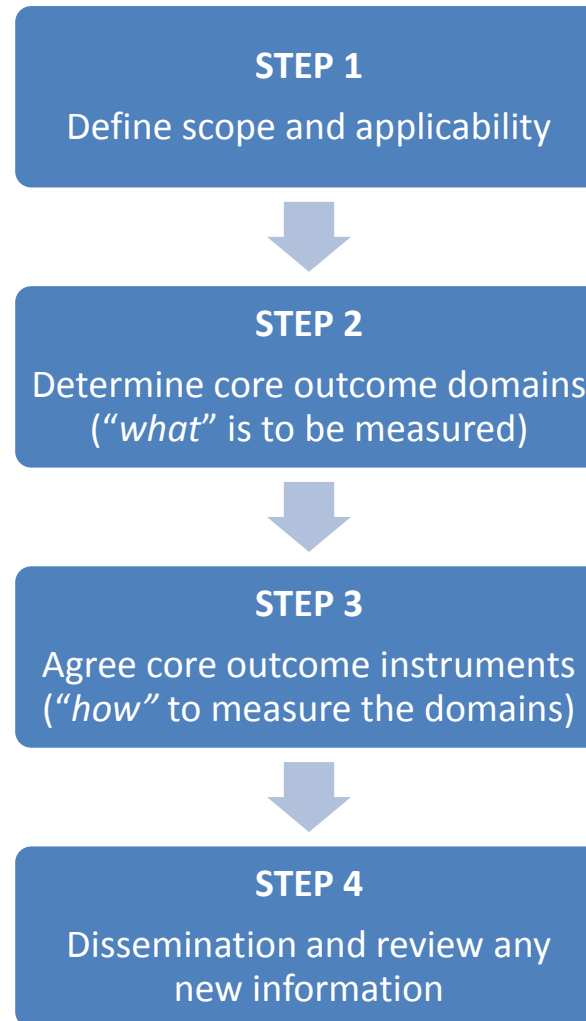 STEP 1
Define scope and applicability
STEP 2
Determine core outcome domains
(“what” is to be measured)
STEP 3
Agree core outcome instruments
(“how” to measure the domains)
STEP 4
Dissemination and review any
new information